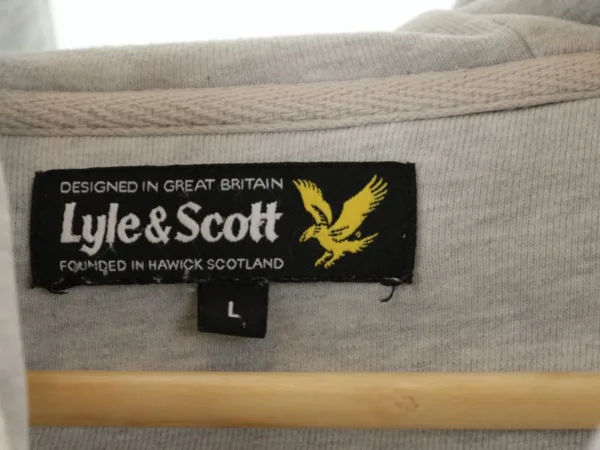 DESIGNED IN GREAT BRITAIN
Lyle & Scott
FOUNDED IN HAWICK SCOTLAND
L